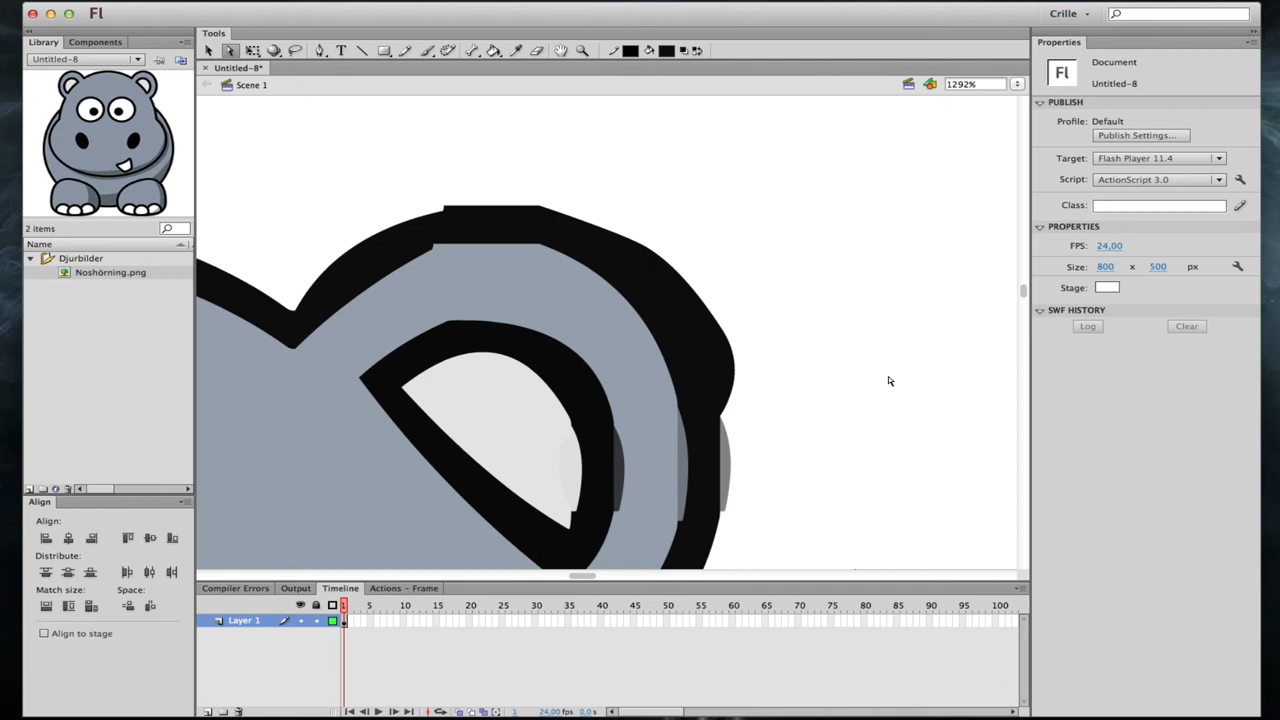 Fl
Crille
Library
Components
Tools
Properties
Untitled-8
Untitled-8*
Scene 1
1292%
Fl
Document
Untitled-8
PUBLISH
Profile: Default
Publish Settings...
Target: Flash Player 11.4
Script: ActionScript 3.0
Class:
PROPERTIES
FPS: 24,00
Size: 800 x 500 px
Stage:
SWF HISTORY
Log
Clear
2 items
Name
Djurbilder
Noshörning.png
Align
Align:
Distribute:
Match size:
Space:
Align to stage
Compiler Errors
Output
Timeline
Actions - Frame
1 5 10 15 20 25 30 35 40 45 50 55 60 65 70 75 80 85 90 95 100
Layer 1
1 24,00 fps 0,0 s